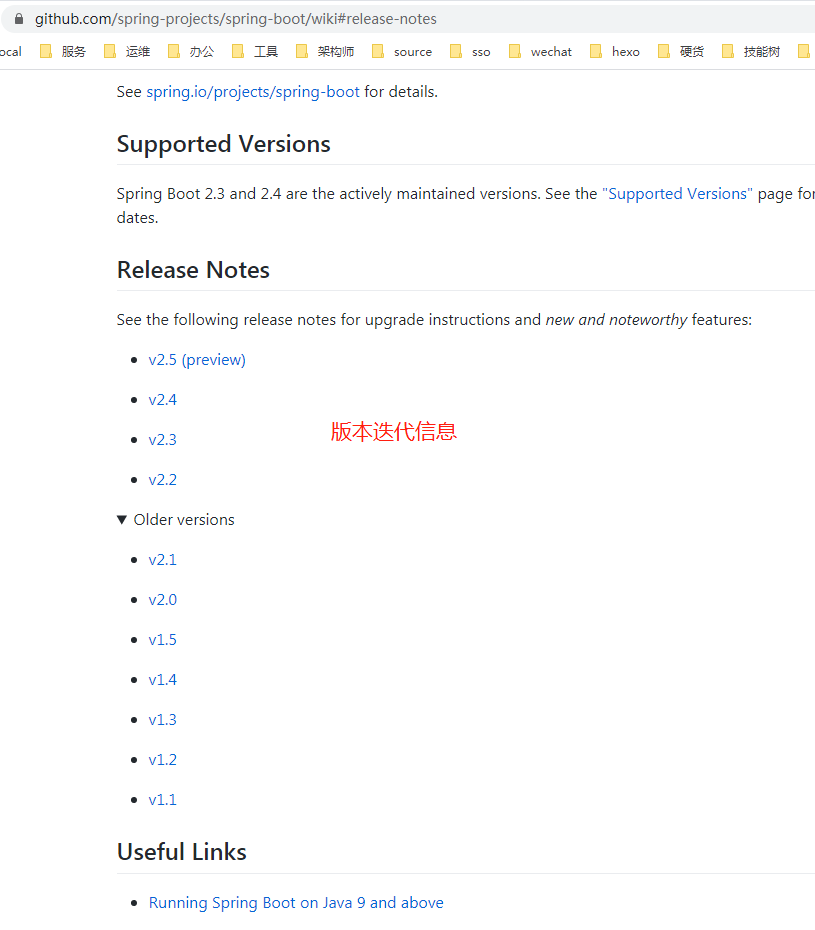 github.com/spring-projects/spring-boot/wiki#release-notes
ocal 服务 运维 办公 工具 架构师 source sso wechat hexo 硬货 技能树
See spring.io/projects/spring-boot for details.
Supported Versions
Spring Boot 2.3 and 2.4 are the actively maintained versions. See the "Supported Versions" page for
dates.
Release Notes
See the following release notes for upgrade instructions and new and noteworthy features:
v2.5 (preview)
v2.4
版本迭代信息
v2.3
v2.2
Older versions
v2.1
v2.0
v1.5
v1.4
v1.3
v1.2
v1.1
Useful Links
Running Spring Boot on Java 9 and above